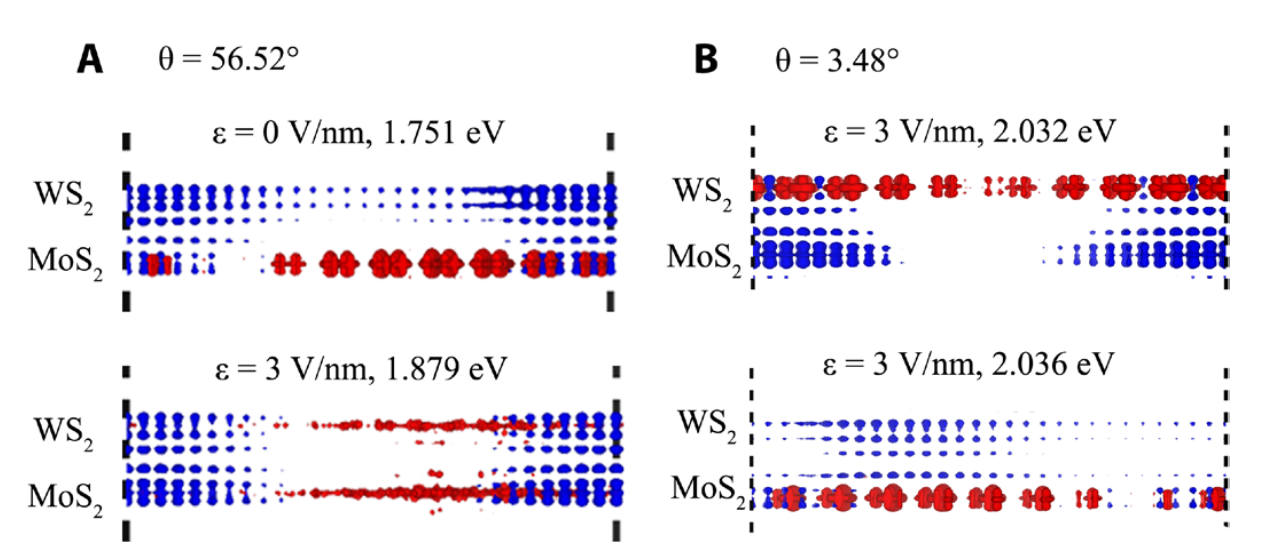 A θ = 56.52°
ε = 0 V/nm, 1.751 eV
WS₂
MoS₂
ε = 3 V/nm, 1.879 eV
WS₂
MoS₂
B θ = 3.48°
ε = 3 V/nm, 2.032 eV
WS₂
MoS₂
ε = 3 V/nm, 2.036 eV
WS₂
MoS₂